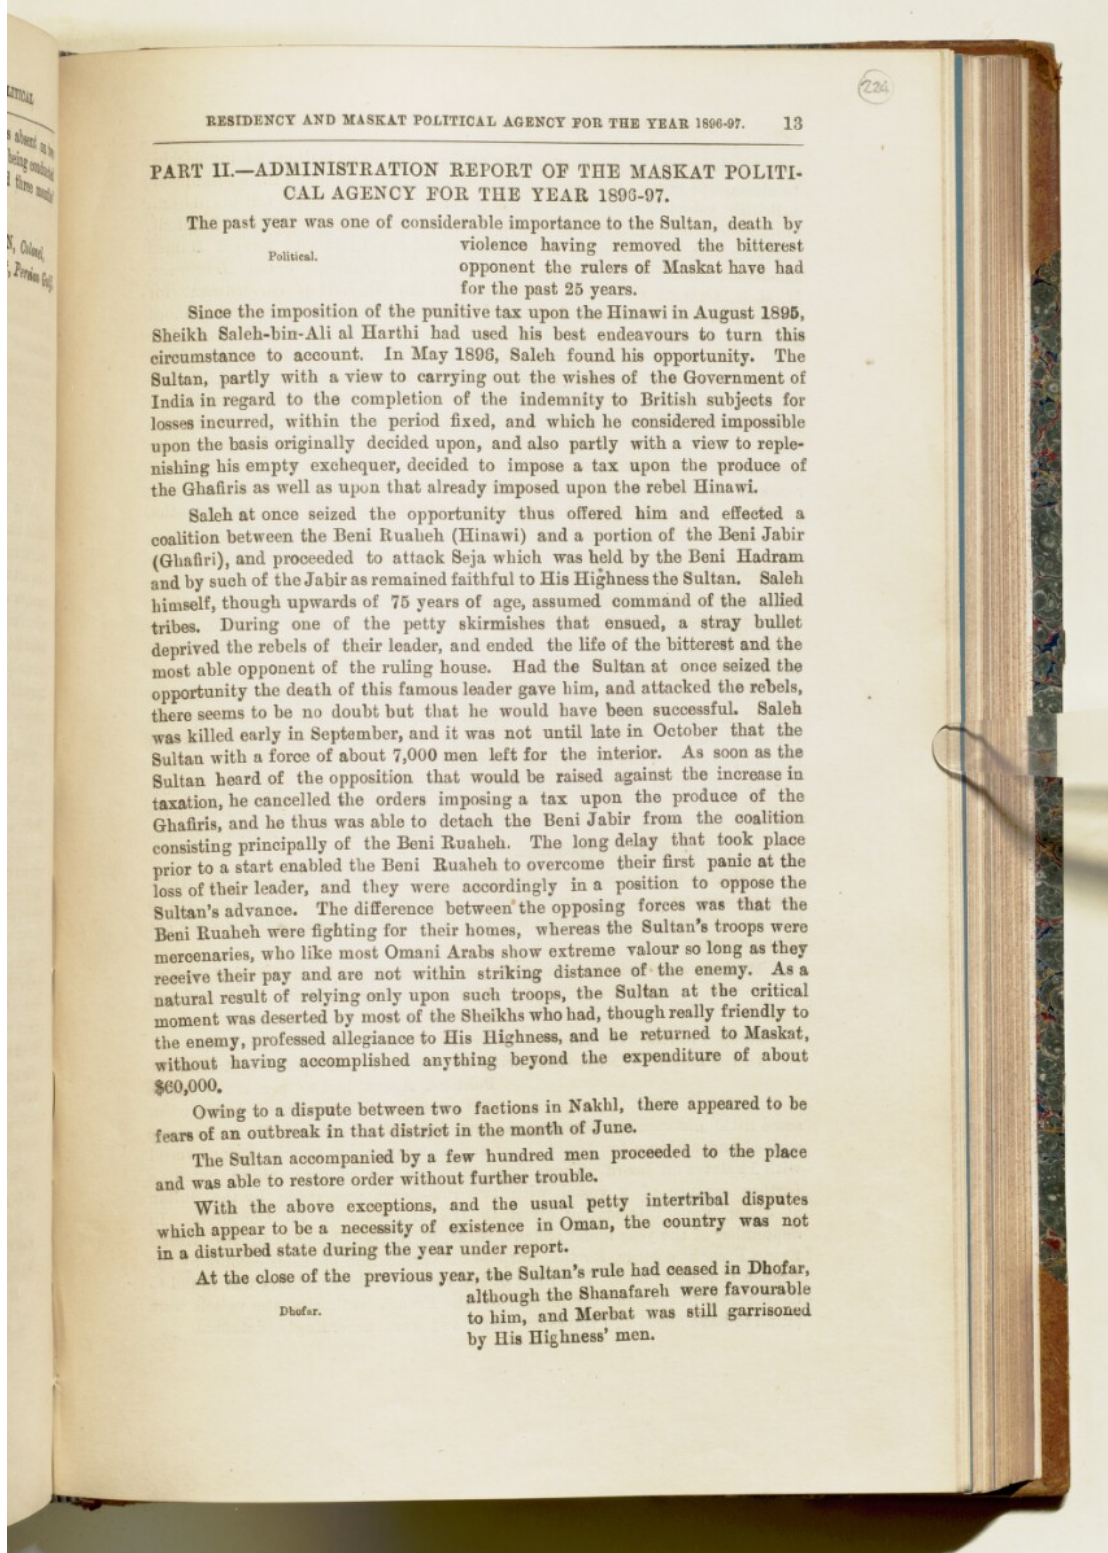 LITICAL
s absent on two
being conducted
three months'
N, Colonel,
Persian Gulf.
224
RESIDENCY AND MASKAT POLITICAL AGENCY FOR THE YEAR 1896-97. 13
PART II.—ADMINISTRATION REPORT OF THE MASKAT POLITI-
CAL AGENCY FOR THE YEAR 1896-97.
The past year was one of considerable importance to the Sultan, death by
Political.
violence having removed the bitterest
opponent the rulers of Maskat have had
for the past 25 years.
Since the imposition of the punitive tax upon the Hinawi in August 1895,
Sheikh Saleh-bin-Ali al Harthi had used his best endeavours to turn this
circumstance to account. In May 1896, Saleh found his opportunity. The
Sultan, partly with a view to carrying out the wishes of the Government of
India in regard to the completion of the indemnity to British subjects for
losses incurred, within the period fixed, and which he considered impossible
upon the basis originally decided upon, and also partly with a view to reple-
nishing his empty exchequer, decided to impose a tax upon the produce of
the Ghafiris as well as upon that already imposed upon the rebel Hinawi.
Saleh at once seized the opportunity thus offered him and effected a
coalition between the Beni Ruaheh (Hinawi) and a portion of the Beni Jabir
(Ghafiri), and proceeded to attack Seja which was held by the Beni Hadram
and by such of the Jabir as remained faithful to His Highness the Sultan. Saleh
himself, though upwards of 75 years of age, assumed command of the allied
tribes. During one of the petty skirmishes that ensued, a stray bullet
deprived the rebels of their leader, and ended the life of the bitterest and the
most able opponent of the ruling house. Had the Sultan at once seized the
opportunity the death of this famous leader gave him, and attacked the rebels,
there seems to be no doubt but that he would have been successful. Saleh
was killed early in September, and it was not until late in October that the
Sultan with a force of about 7,000 men left for the interior. As soon as the
Sultan heard of the opposition that would be raised against the increase in
taxation, he cancelled the orders imposing a tax upon the produce of the
Ghafiris, and he thus was able to detach the Beni Jabir from the coalition
consisting principally of the Beni Ruaheh. The long delay that took place
prior to a start enabled the Beni Ruaheh to overcome their first panic at the
loss of their leader, and they were accordingly in a position to oppose the
Sultan's advance. The difference between the opposing forces was that the
Beni Ruaheh were fighting for their homes, whereas the Sultan's troops were
mercenaries, who like most Omani Arabs show extreme valour so long as they
receive their pay and are not within striking distance of the enemy. As a
natural result of relying only upon such troops, the Sultan at the critical
moment was deserted by most of the Sheikhs who had, though really friendly to
the enemy, professed allegiance to His Highness, and he returned to Maskat,
without having accomplished anything beyond the expenditure of about
$60,000.
Owing to a dispute between two factions in Nakhl, there appeared to be
fears of an outbreak in that district in the month of June.
The Sultan accompanied by a few hundred men proceeded to the place
and was able to restore order without further trouble.
With the above exceptions, and the usual petty intertribal disputes
which appear to be a necessity of existence in Oman, the country was not
in a disturbed state during the year under report.
At the close of the previous year, the Sultan's rule had ceased in Dhofar,
Dhofar.
although the Shanafareh were favourable
to him, and Merbat was still garrisoned
by His Highness' men.